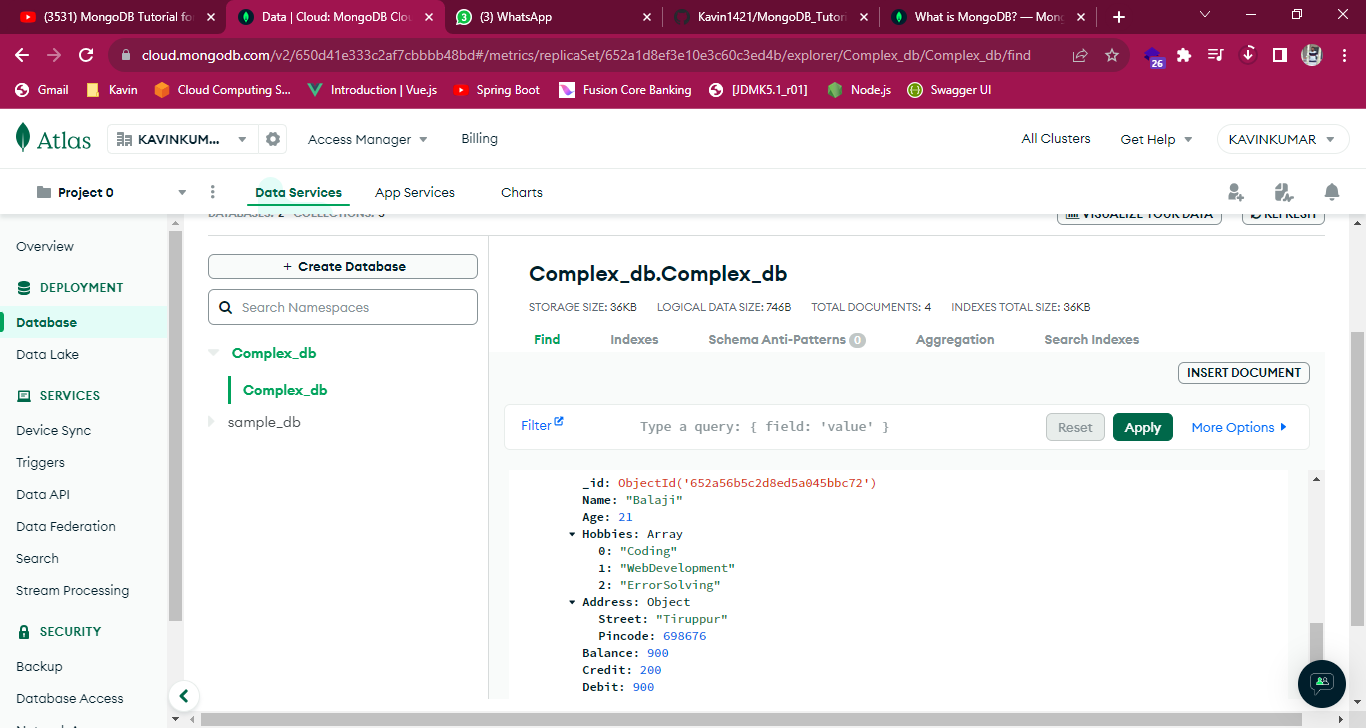 (3531) MongoDB Tutorial fo
Data | Cloud: MongoDB Clou
(3) WhatsApp
Kavin1421/MongoDB_Tutori
What is MongoDB? — Mong
cloud.mongodb.com/v2/650d41e333c2af7cbbbb48bd#/metrics/replicaSet/652a1d8ef3e10e3c60c3ed4b/explorer/Complex_db/Complex_db/find
26
Gmail
Kavin
Cloud Computing S...
Introduction | Vue.js
Spring Boot
Fusion Core Banking
[JDMK5.1_r01]
Node.js
Swagger UI
Atlas
KAVINKUM...
Access Manager
Billing
All Clusters
Get Help
KAVINKUMAR
Project 0
Data Services
App Services
Charts
DATABASES: 2 COLLECTIONS: 3
VISUALIZE YOUR DATA
REFRESH
Overview
DEPLOYMENT
Database
Data Lake
SERVICES
Device Sync
Triggers
Data API
Data Federation
Search
Stream Processing
SECURITY
Backup
Database Access
+ Create Database
Search Namespaces
Complex_db
Complex_db
sample_db
Complex_db.Complex_db
STORAGE SIZE: 36KB LOGICAL DATA SIZE: 746B TOTAL DOCUMENTS: 4 INDEXES TOTAL SIZE: 36KB
Find
Indexes
Schema Anti-Patterns 0
Aggregation
Search Indexes
INSERT DOCUMENT
Filter
Type a query: { field: 'value' }
Reset
Apply
More Options
_id: ObjectId('652a56b5c2d8ed5a045bbc72')
Name: "Balaji"
Age: 21
Hobbies: Array
0: "Coding"
1: "WebDevelopment"
2: "ErrorSolving"
Address: Object
Street: "Tiruppur"
Pincode: 698676
Balance: 900
Credit: 200
Debit: 900